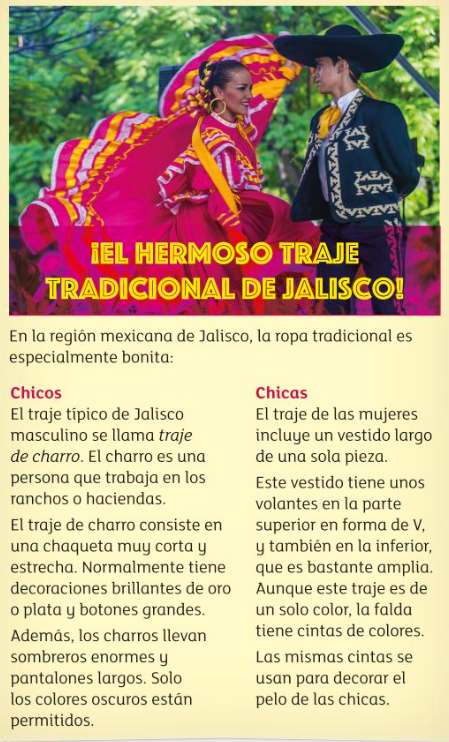 ¡EL HERMOSO TRAJE
TRADICIONAL DE JALISCO!
En la región mexicana de Jalisco, la ropa tradicional es
especialmente bonita:
Chicos
El traje típico de Jalisco
masculino se llama traje
de charro. El charro es una
persona que trabaja en los
ranchos o haciendas.
El traje de charro consiste en
una chaqueta muy corta y
estrecha. Normalmente tiene
decoraciones brillantes de oro
o plata y botones grandes.
Además, los charros llevan
sombreros enormes y
pantalones largos. Solo
los colores oscuros están
permitidos.
Chicas
El traje de las mujeres
incluye un vestido largo
de una sola pieza.
Este vestido tiene unos
volantes en la parte
superior en forma de V,
y también en la inferior,
que es bastante amplia.
Aunque este traje es de
un solo color, la falda
tiene cintas de colores.
Las mismas cintas se
usan para decorar el
pelo de las chicas.